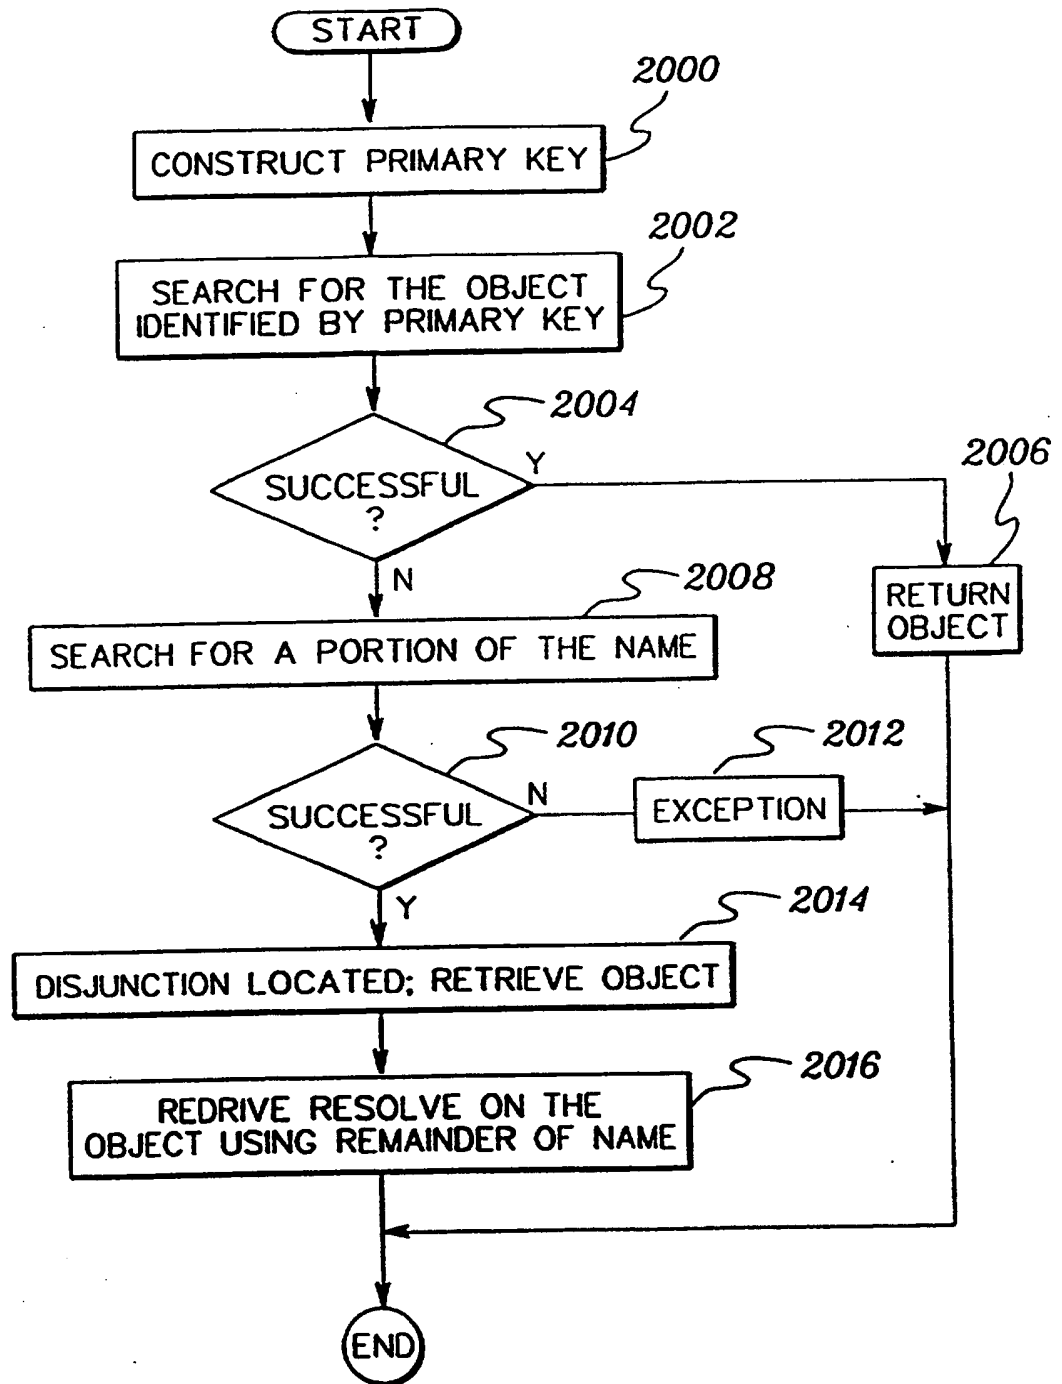 START
2000
CONSTRUCT PRIMARY KEY
2002
SEARCH FOR THE OBJECT
IDENTIFIED BY PRIMARY KEY
2004
SUCCESSFUL
?
Y
2006
N
RETURN
OBJECT
2008
SEARCH FOR A PORTION OF THE NAME
2010
SUCCESSFUL
?
N
2012
EXCEPTION
Y
2014
DISJUNCTION LOCATED; RETRIEVE OBJECT
2016
REDRIVE RESOLVE ON THE
OBJECT USING REMAINDER OF NAME
END